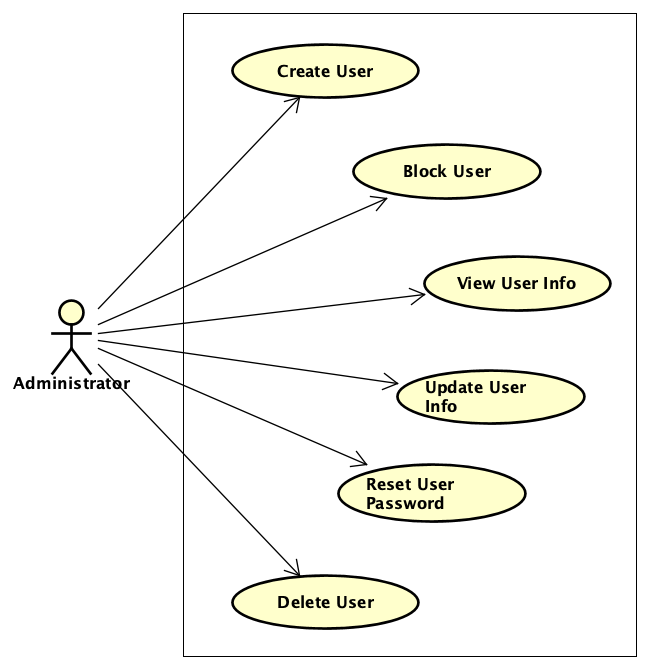 Create User
Block User
View User Info
Administrator
Update User
Info
Reset User
Password
Delete User